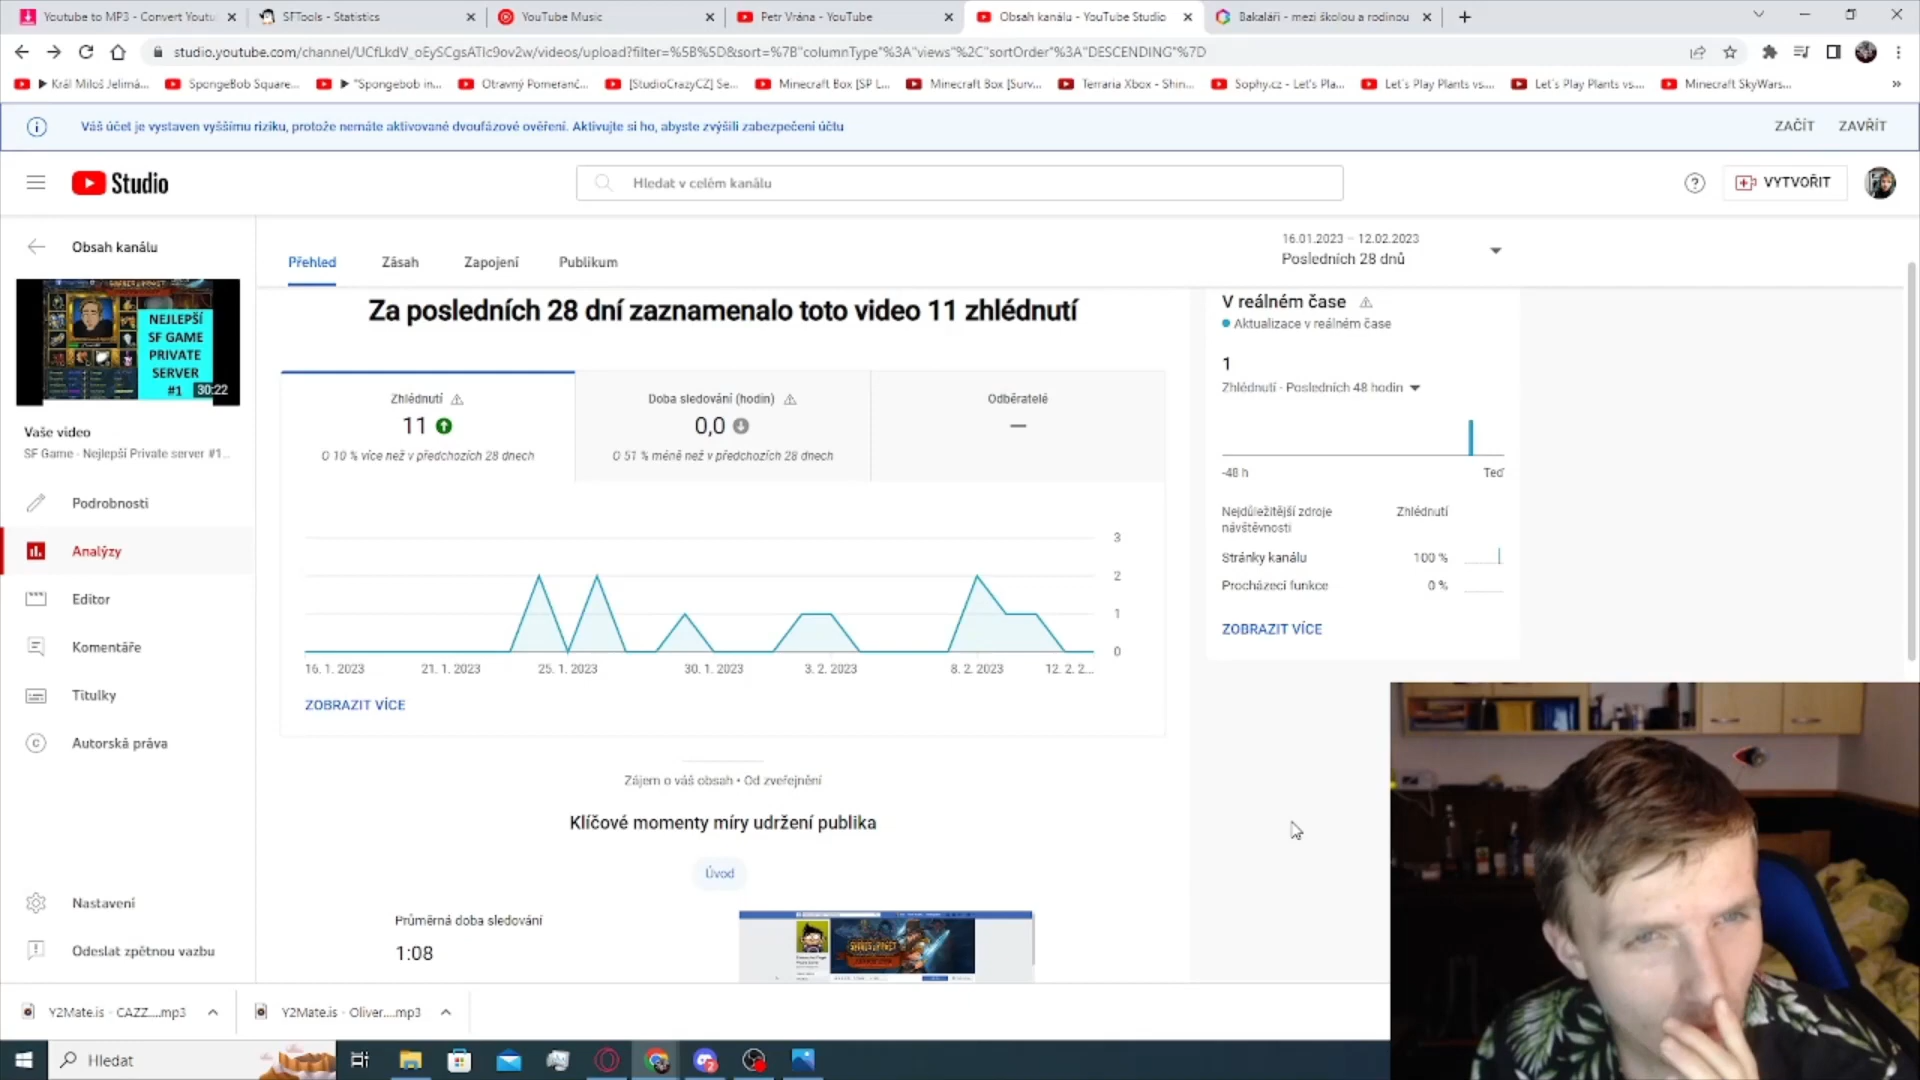 Youtube to MP3 - Convert Youtu
SFTools - Statistics
YouTube Music
Petr Vrána - YouTube
Obsah kanálu - YouTube Studio
Bakaláři - mezi školou a rodinou
studio.youtube.com/channel/UCfLkdV_oEySCgsATlc9ov2w/videos/upload?filter=%5B%5D&sort=%7B"columnType"%3A"views"%2C"sortOrder"%3A"DESCENDING"%7D
Král Miloš Jelimá...
SpongeBob Square...
"Spongebob in...
Otravný Pomeranč...
[StudioCrazyCZ] Se...
Minecraft Box [SP L...
Minecraft Box [Surv...
Terraria Xbox - Shin...
Sophy.cz - Let's Pla...
Let´s Play Plants vs....
Let´s Play Plants vs....
Minecraft SkyWars...
Váš účet je vystaven vyššímu riziku, protože nemáte aktivované dvoufázové ověření. Aktivujte si ho, abyste zvýšili zabezpečení účtu
ZAČÍT
ZAVŘÍT
Studio
Hledat v celém kanálu
VYTVOŘIT
Obsah kanálu
NEJLEPŠÍ
SF GAME
PRIVATE
SERVER
#1
30:22
Vaše video
SF Game - Nejlepší Private server #1...
Podrobnosti
Analýzy
Editor
Komentáře
Titulky
Autorská práva
Nastavení
Odeslat zpětnou vazbu
Přehled
Zásah
Zapojení
Publikum
16.01.2023 – 12.02.2023
Posledních 28 dnů
Za posledních 28 dní zaznamenalo toto video 11 zhlédnutí
Zhlédnutí
11
O 10 % více než v předchozích 28 dnech
Doba sledování (hodin)
0,0
O 51 % méně než v předchozích 28 dnech
Odběratelé
—
3
2
1
0
16. 1. 2023
21. 1. 2023
25. 1. 2023
30. 1. 2023
3. 2. 2023
8. 2. 2023
12. 2. 2...
ZOBRAZIT VÍCE
V reálném čase
Aktualizace v reálném čase
1
Zhlédnutí · Posledních 48 hodin
-48 h
Teď
Nejdůležitější zdroje
návštěvnosti
Zhlédnutí
Stránky kanálu
100 %
Procházecí funkce
0 %
ZOBRAZIT VÍCE
Zájem o váš obsah • Od zveřejnění
Klíčové momenty míry udržení publika
Úvod
Průměrná doba sledování
1:08
Y2Mate.is - CAZZ....mp3
Y2Mate.is - Oliver....mp3
Hledat